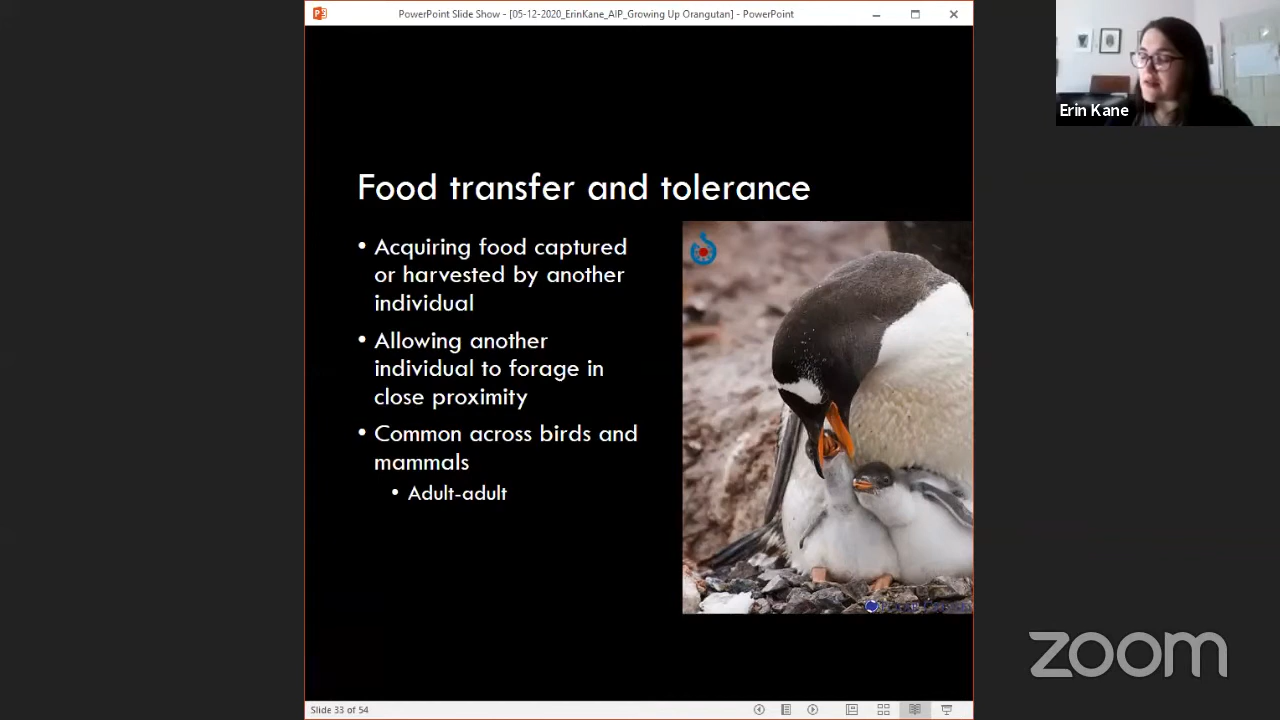 PowerPoint Slide Show - [05-12-2020_ErinKane_AIP_Growing Up Orangutan] - PowerPoint
Erin Kane
Food transfer and tolerance
• Acquiring food captured
or harvested by another
individual
• Allowing another
individual to forage in
close proximity
• Common across birds and
mammals
• Adult-adult
zoom
Slide 33 of 54